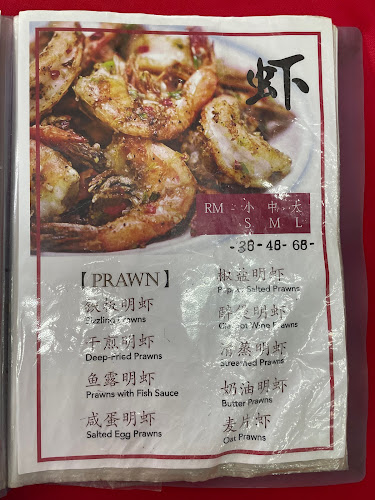 虾
RM 小 中 大
S M L
-38-48-68-
【PRAWN】
铁板明虾
Sizzling Prawns
干煎明虾
Deep-Fried Prawns
鱼露明虾
Prawns with Fish Sauce
咸蛋明虾
Salted Egg Prawns
椒盐明虾
Salted Prawns
明虾
Wine Prawns
清蒸明虾
Steamed Prawns
奶油明虾
Butter Prawns
麦片虾
Oat Prawns